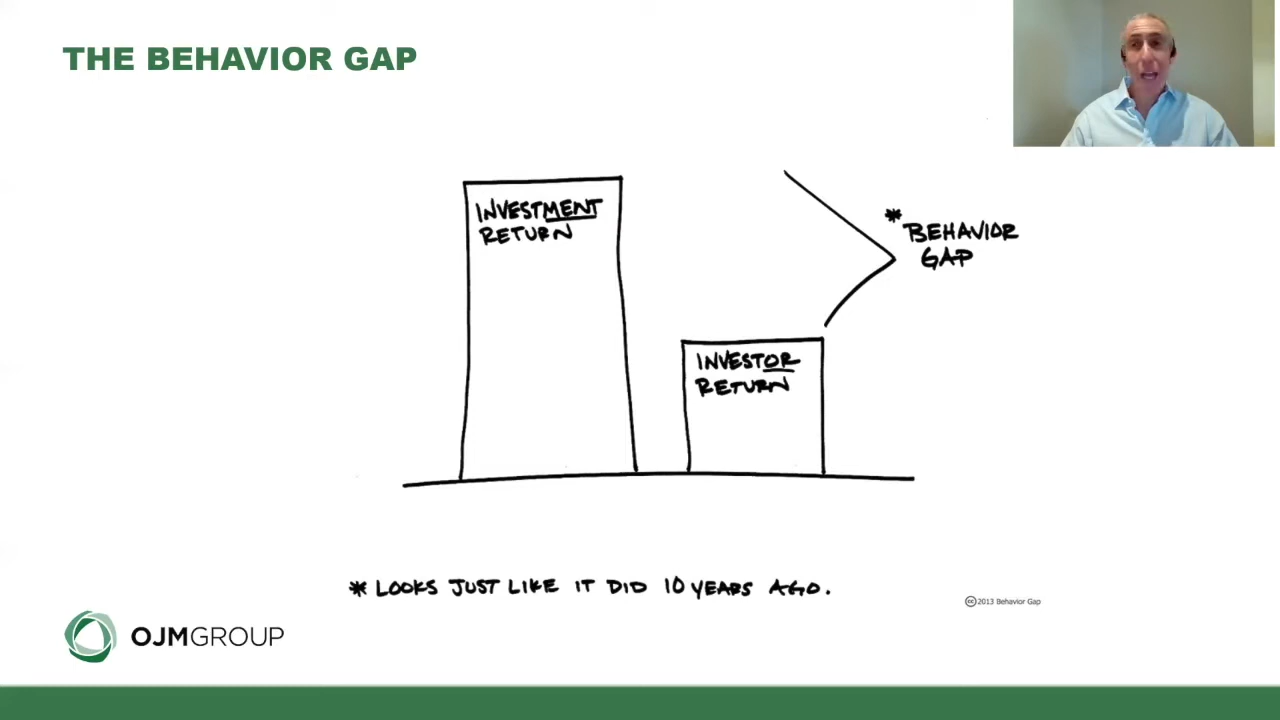 THE BEHAVIOR GAP
INVESTMENT
RETURN
* BEHAVIOR
GAP
INVESTOR
RETURN
* LOOKS JUST LIKE IT DID 10 YEARS AGO.
cc 2013 Behavior Gap
OJMGROUP